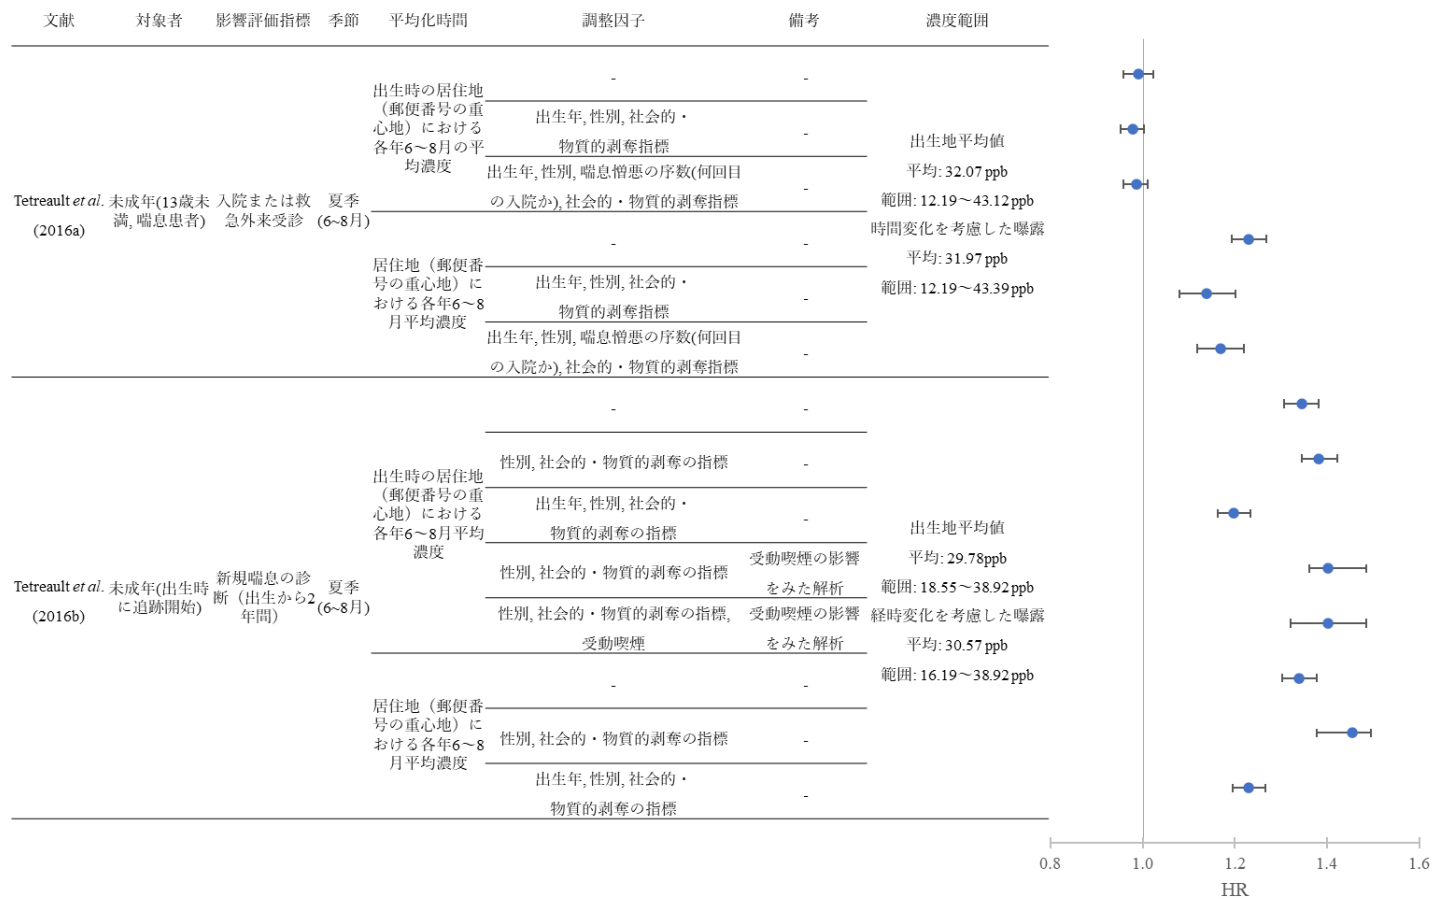 文献 対象者 影響評価指標 季節 平均化時間 調整因子 備考 濃度範囲
Tetreault et al.
(2016a)
未成年(13歳未
満, 喘息患者)
入院または救
急外来受診
夏季
(6~8月)
出生時の居住地
（郵便番号の重
心地）における
各年6～8月の平
均濃度
- -
出生年, 性別, 社会的・
物質的剥奪指標
-
出生年, 性別, 喘息憎悪の序数(何回目
の入院か), 社会的・物質的剥奪指標
-
居住地（郵便番
号の重心地）に
おける各年6～8
月平均濃度
- -
出生年, 性別, 社会的・
物質的剥奪指標
-
出生年, 性別, 喘息憎悪の序数(何回目
の入院か), 社会的・物質的剥奪指標
-
出生地平均値
平均: 32.07 ppb
範囲: 12.19～43.12ppb
時間変化を考慮した曝露
平均: 31.97 ppb
範囲: 12.19～43.39ppb
Tetreault et al.
(2016b)
未成年(出生時
に追跡開始)
新規喘息の診
断（出生から2
年間）
夏季
(6~8月)
出生時の居住地
（郵便番号の重
心地）における
各年6～8月平均
濃度
- -
性別, 社会的・物質的剥奪の指標 -
出生年, 性別, 社会的・
物質的剥奪の指標
-
性別, 社会的・物質的剥奪の指標
受動喫煙の影響
をみた解析
性別, 社会的・物質的剥奪の指標,
受動喫煙
受動喫煙の影響
をみた解析
居住地（郵便番
号の重心地）に
おける各年6～8
月平均濃度
- -
性別, 社会的・物質的剥奪の指標 -
出生年, 性別, 社会的・
物質的剥奪の指標
-
出生地平均値
平均: 29.78ppb
範囲: 18.55～38.92ppb
経時変化を考慮した曝露
平均: 30.57 ppb
範囲: 16.19～38.92ppb
0.8 1.0 1.2 1.4 1.6
HR